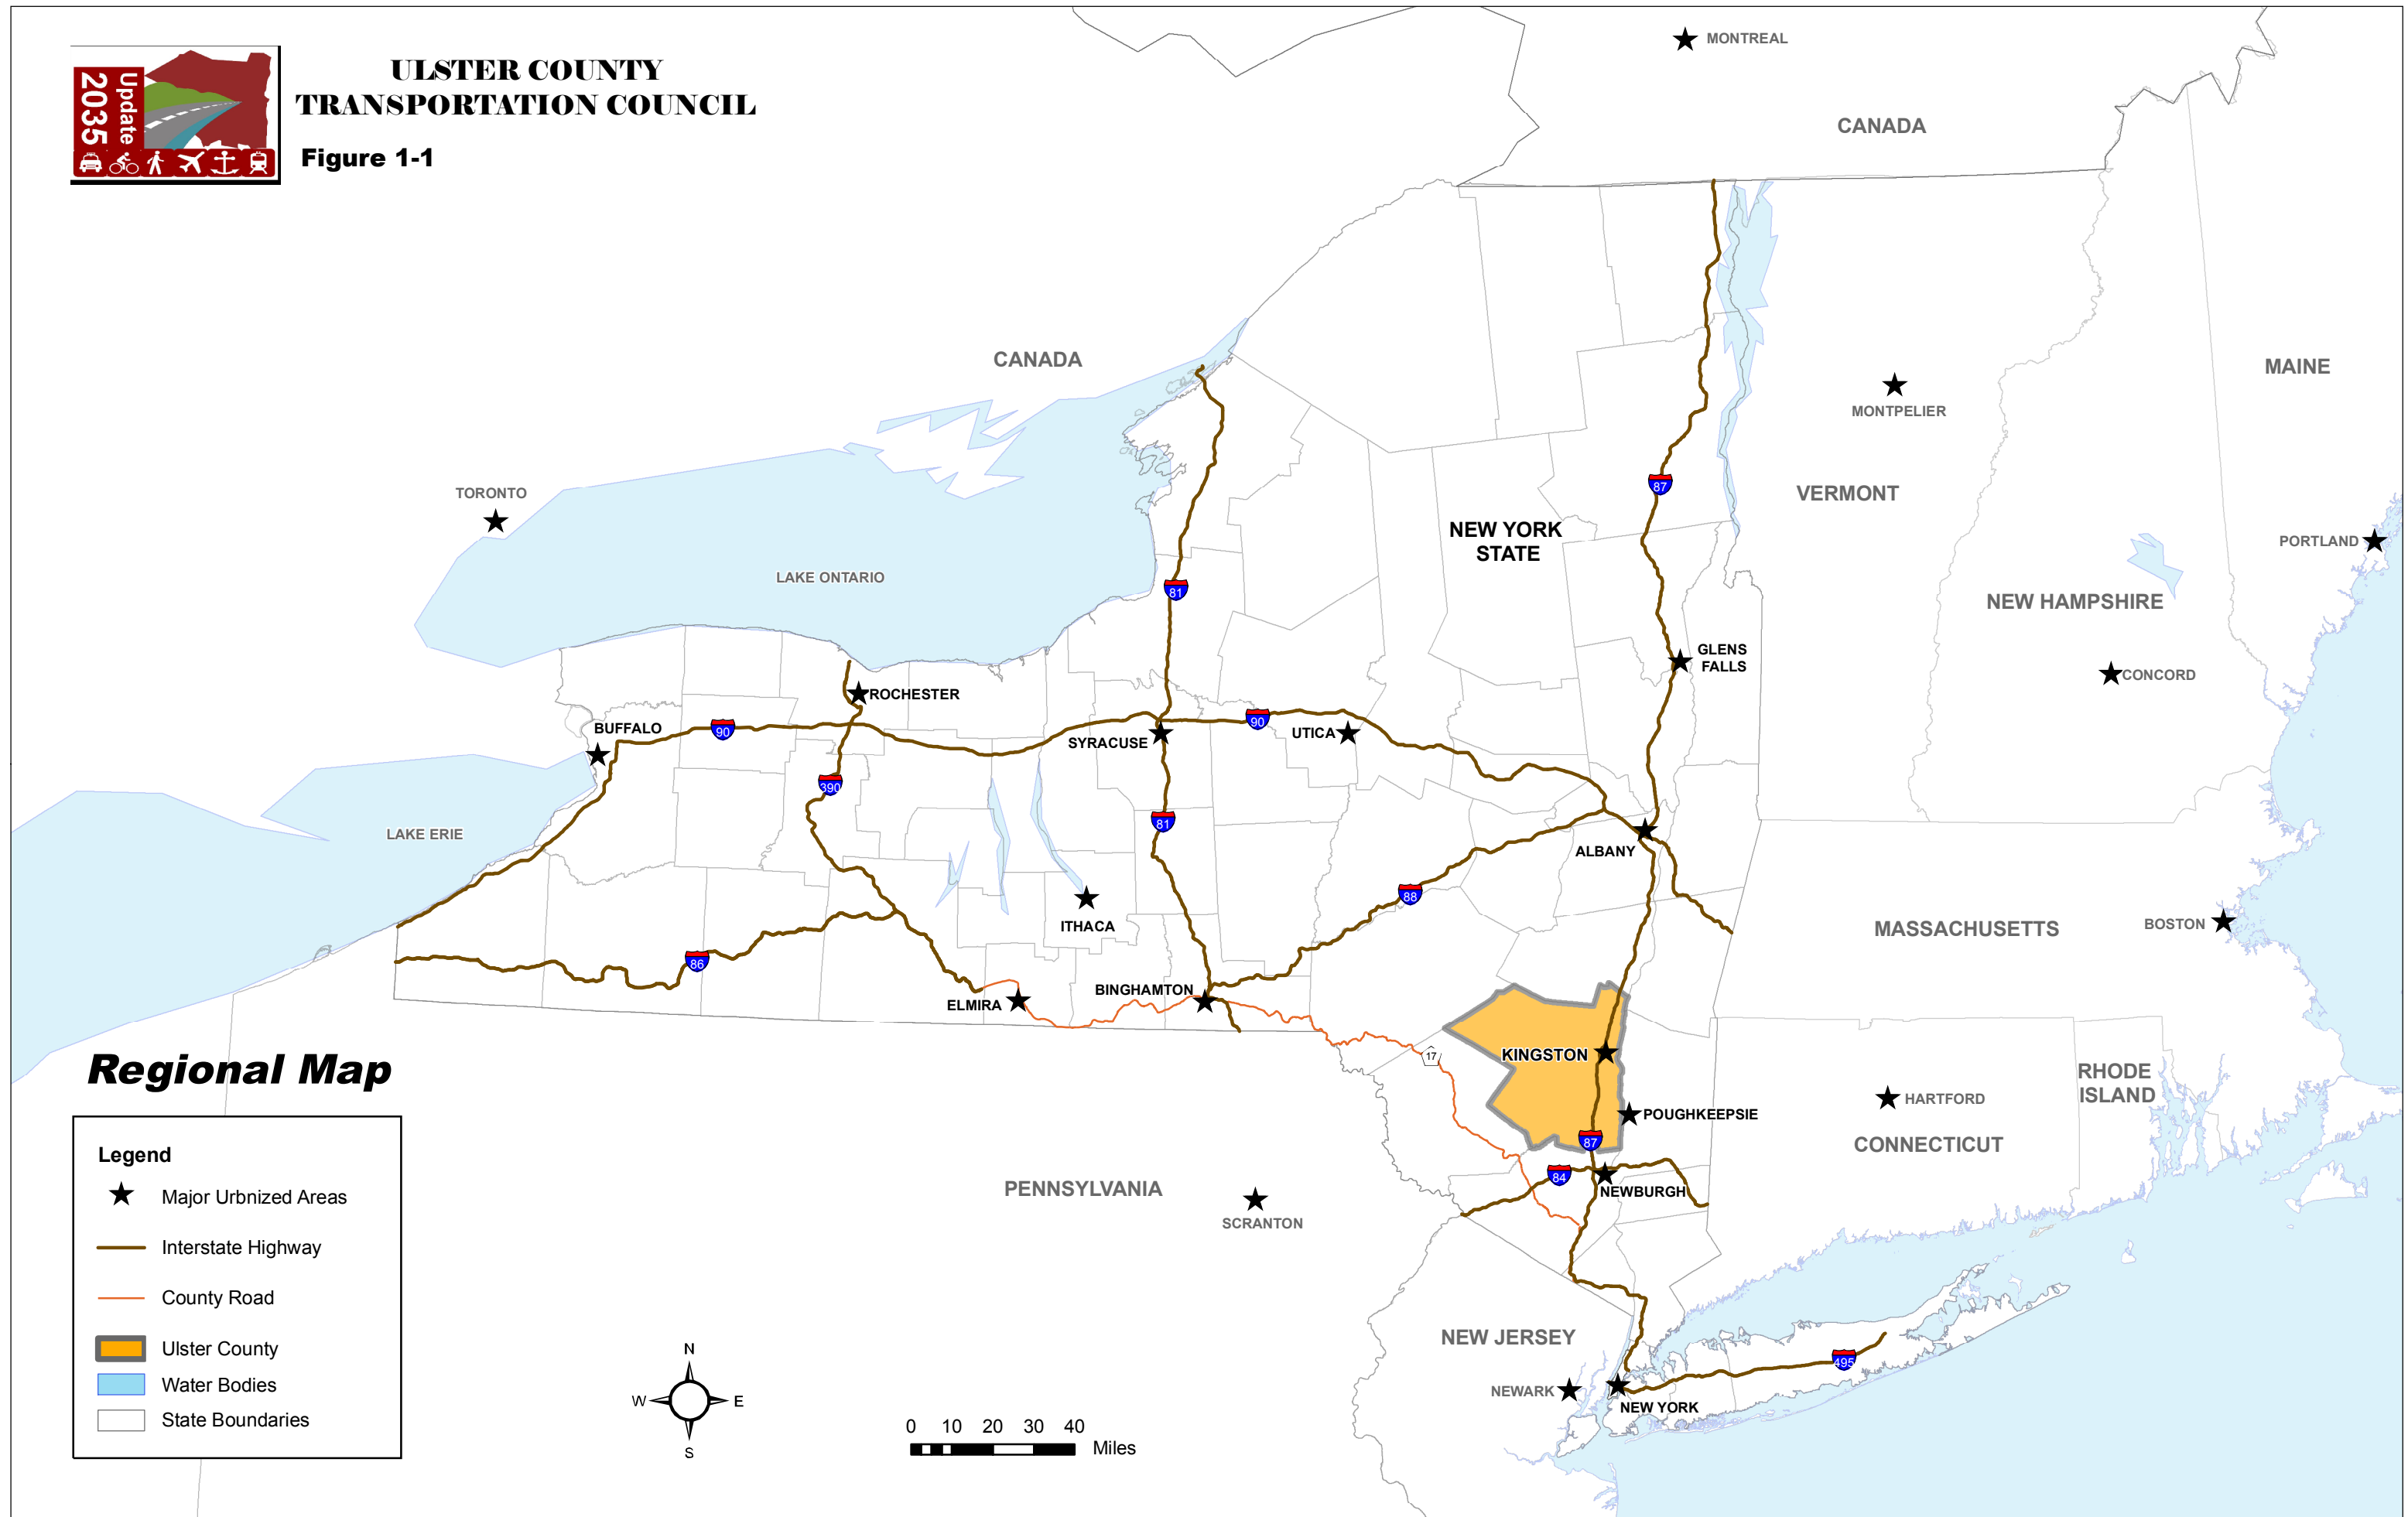 Update
2035
ULSTER COUNTY
TRANSPORTATION COUNCIL
Figure 1-1
MONTREAL
CANADA
CANADA
MAINE
MONTPELIER
VERMONT
TORONTO
87
NEW YORK
STATE
PORTLAND
LAKE ONTARIO
81
NEW HAMPSHIRE
GLENS
FALLS
CONCORD
ROCHESTER
BUFFALO
90
90
UTICA
SYRACUSE
390
81
LAKE ERIE
ALBANY
88
ITHACA
MASSACHUSETTS
BOSTON
86
BINGHAMTON
ELMIRA
KINGSTON
17
RHODE
ISLAND
HARTFORD
POUGHKEEPSIE
87
CONNECTICUT
84
NEWBURGH
PENNSYLVANIA
SCRANTON
NEW JERSEY
495
NEWARK
NEW YORK
Regional Map
Legend
Major Urbnized Areas
Interstate Highway
County Road
Ulster County
Water Bodies
State Boundaries
N
W E
S
0 10 20 30 40
Miles